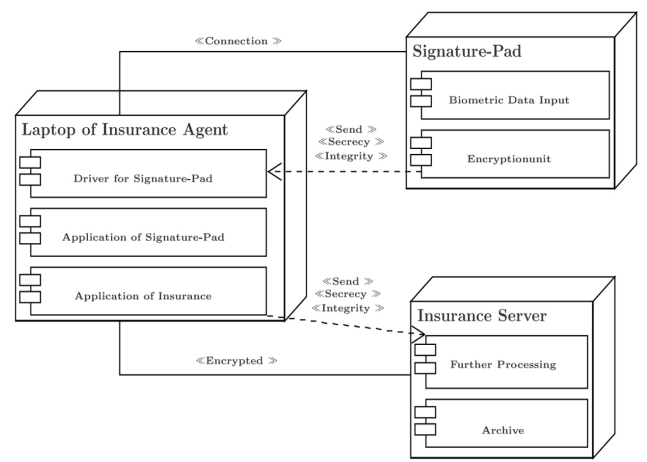 ≪Connection ≫
Signature-Pad
Biometric Data Input
Encryptionunit
Laptop of Insurance Agent
Driver for Signature-Pad
Application of Signature-Pad
Application of Insurance
≪Send ≫
≪Secrecy ≫
≪Integrity ≫
≪Send ≫
≪Secrecy ≫
≪Integrity ≫
Insurance Server
Further Processing
Archive
≪Encrypted ≫